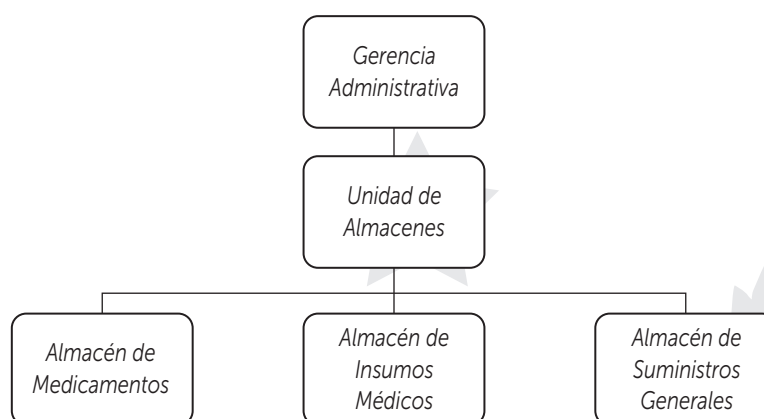 Gerencia
Administrativa
Unidad de
Almacenes
Almacén de
Medicamentos
Almacén de
Insumos
Médicos
Almacén de
Suministros
Generales